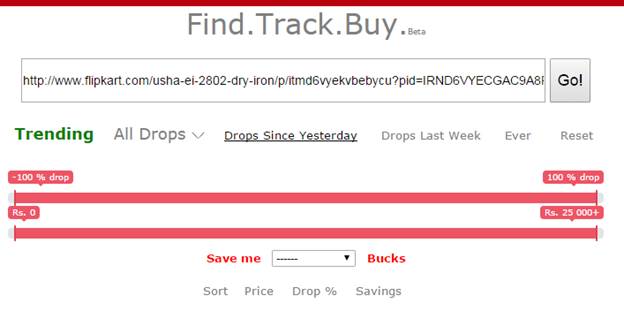 Find.Track.Buy.Beta
http://www.flipkart.com/usha-ei-2802-dry-iron/p/itmd6vyekvbebycu?pid=IRND6VYECGAC9A8F Go!
Trending All Drops Drops Since Yesterday Drops Last Week Ever Reset
-100 % drop 100 % drop
Rs. 0 Rs. 25 000+
Save me ------ Bucks
Sort Price Drop % Savings